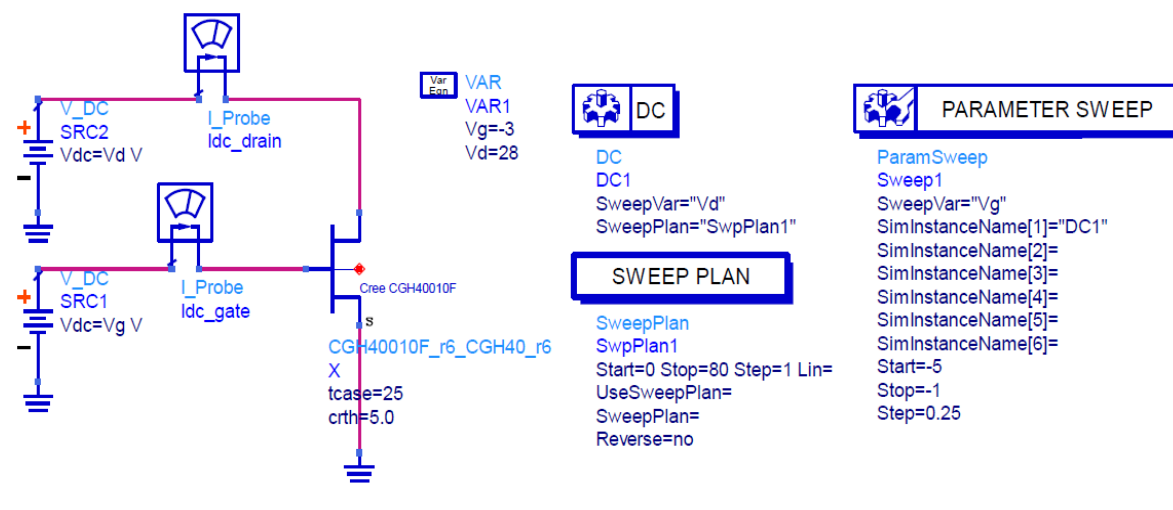 V_DC
SRC2
Vdc=Vd V
I_Probe
Idc_drain
V_DC
SRC1
Vdc=Vg V
I_Probe
Idc_gate
Cree CGH40010F
S
CGH40010F_r6_CGH40_r6
X
tcase=25
crth=5.0
Var
Eqn
VAR
VAR1
Vg=-3
Vd=28
DC
DC
DC1
SweepVar="Vd"
SweepPlan="SwpPlan1"
SWEEP PLAN
SweepPlan
SwpPlan1
Start=0 Stop=80 Step=1 Lin=
UseSweepPlan=
SweepPlan=
Reverse=no
PARAMETER SWEEP
ParamSweep
Sweep1
SweepVar="Vg"
SimInstanceName[1]="DC1"
SimInstanceName[2]=
SimInstanceName[3]=
SimInstanceName[4]=
SimInstanceName[5]=
SimInstanceName[6]=
Start=-5
Stop=-1
Step=0.25